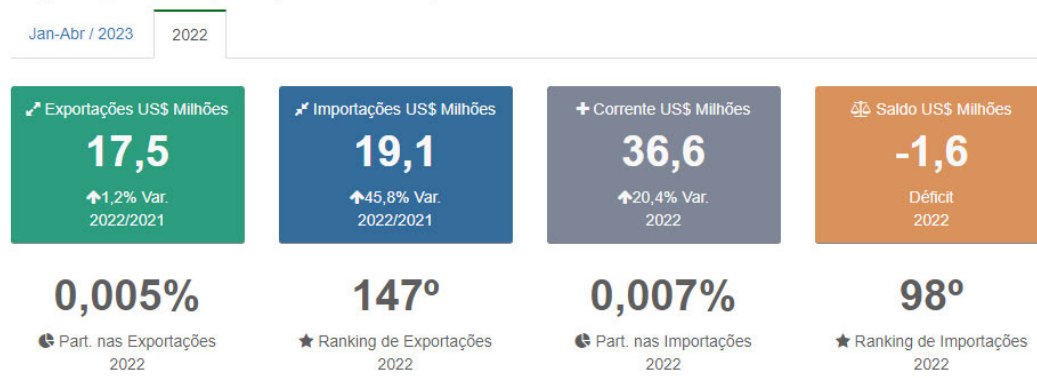 Jan-Abr / 2023
2022
Exportações US$ Milhões
17,5
1,2% Var.
2022/2021
Importações US$ Milhões
19,1
45,8% Var.
2022/2021
Corrente US$ Milhões
36,6
20,4% Var.
2022
Saldo US$ Milhões
-1,6
Déficit
2022
0,005%
Part. nas Exportações
2022
147º
Ranking de Exportações
2022
0,007%
Part. nas Importações
2022
98º
Ranking de Importações
2022